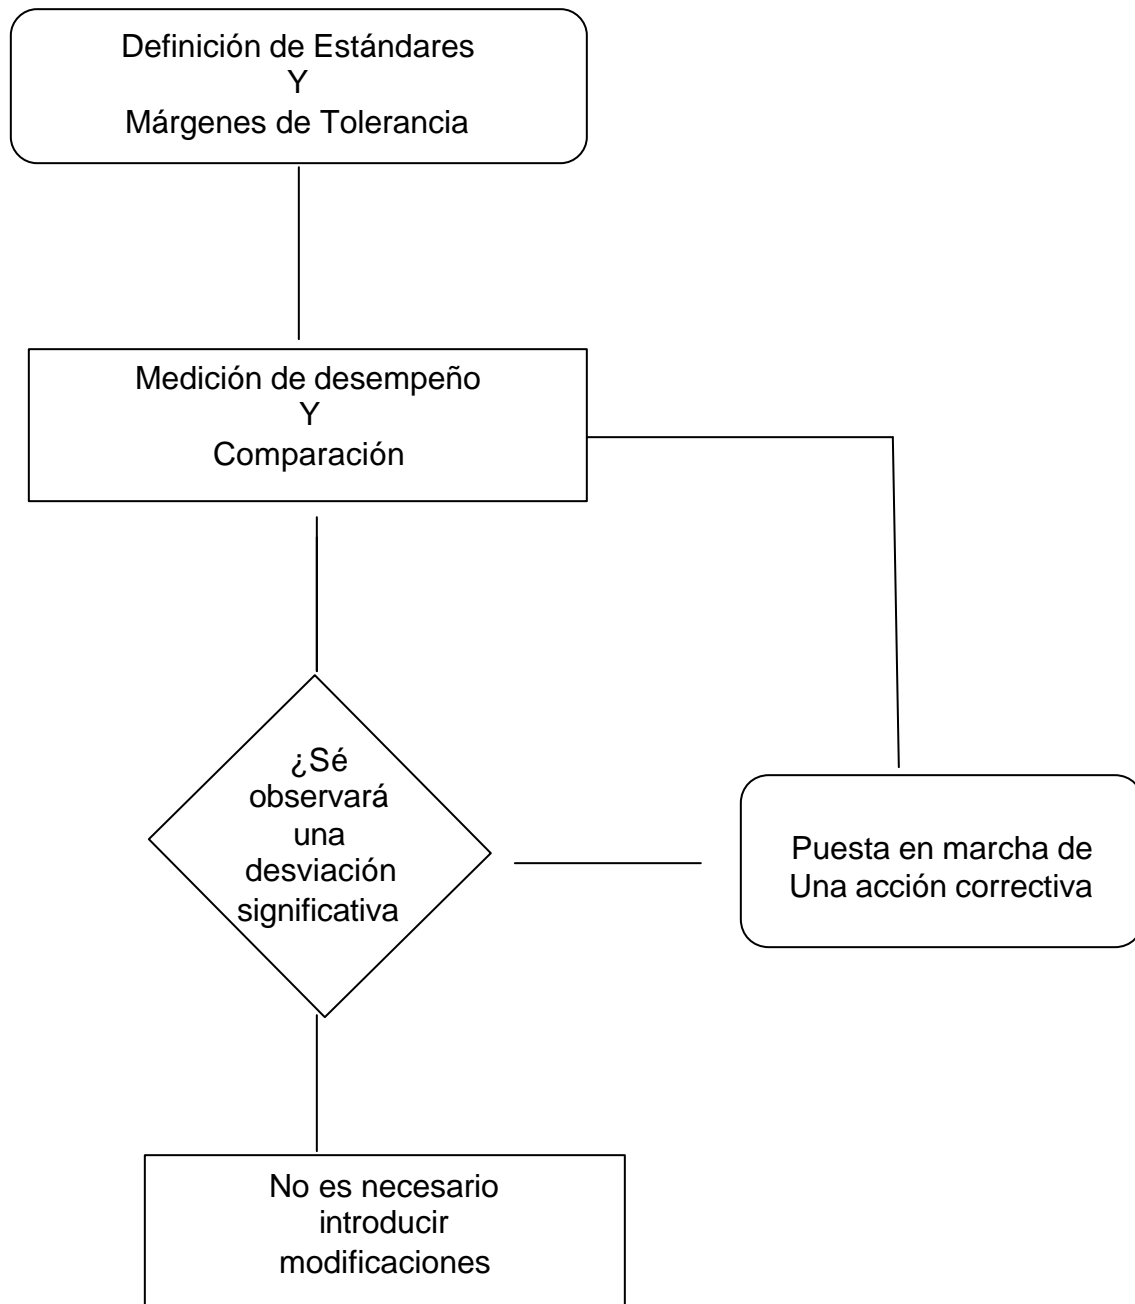 Definición de Estándares
Y
Márgenes de Tolerancia
Medición de desempeño
Y
Comparación
¿Sé
observará
una
desviación
significativa
Puesta en marcha de
Una acción correctiva
No es necesario
introducir
modificaciones